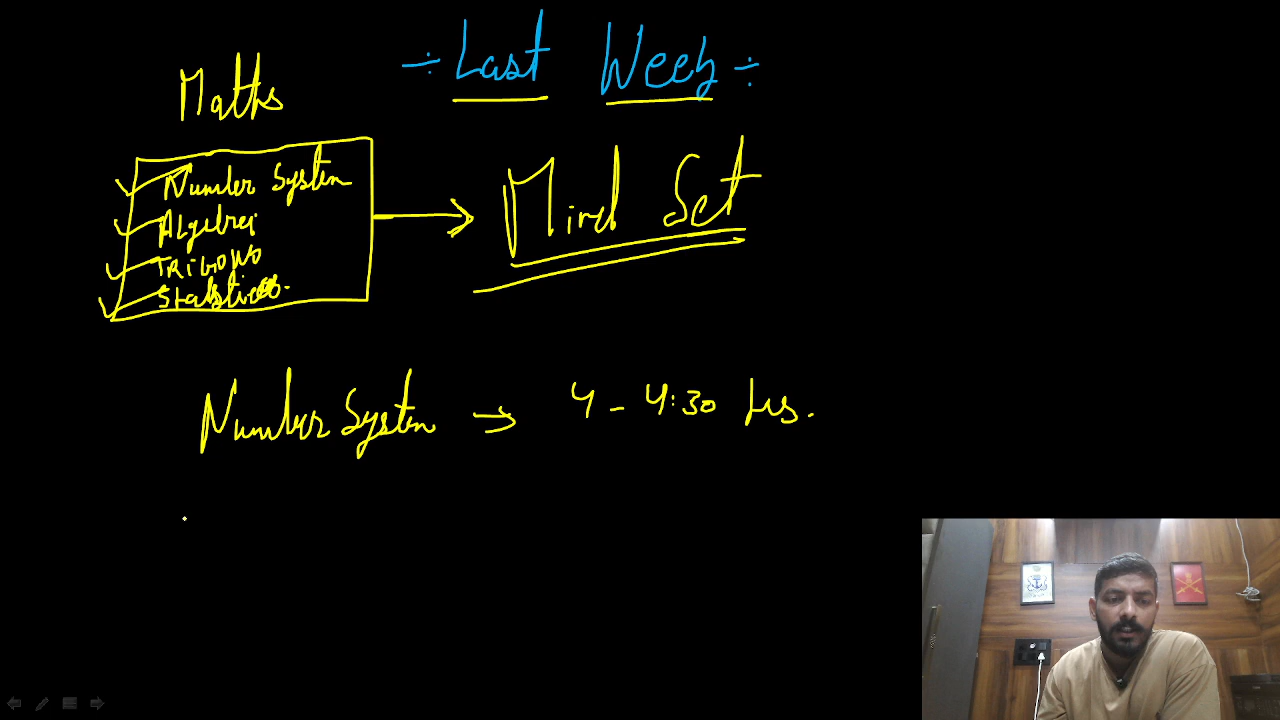 ÷ Last Week ÷
Maths
Number System
Algebra
TRIGONO
Statistics.
Mind Set
Number System → 4 - 4:30 hrs.